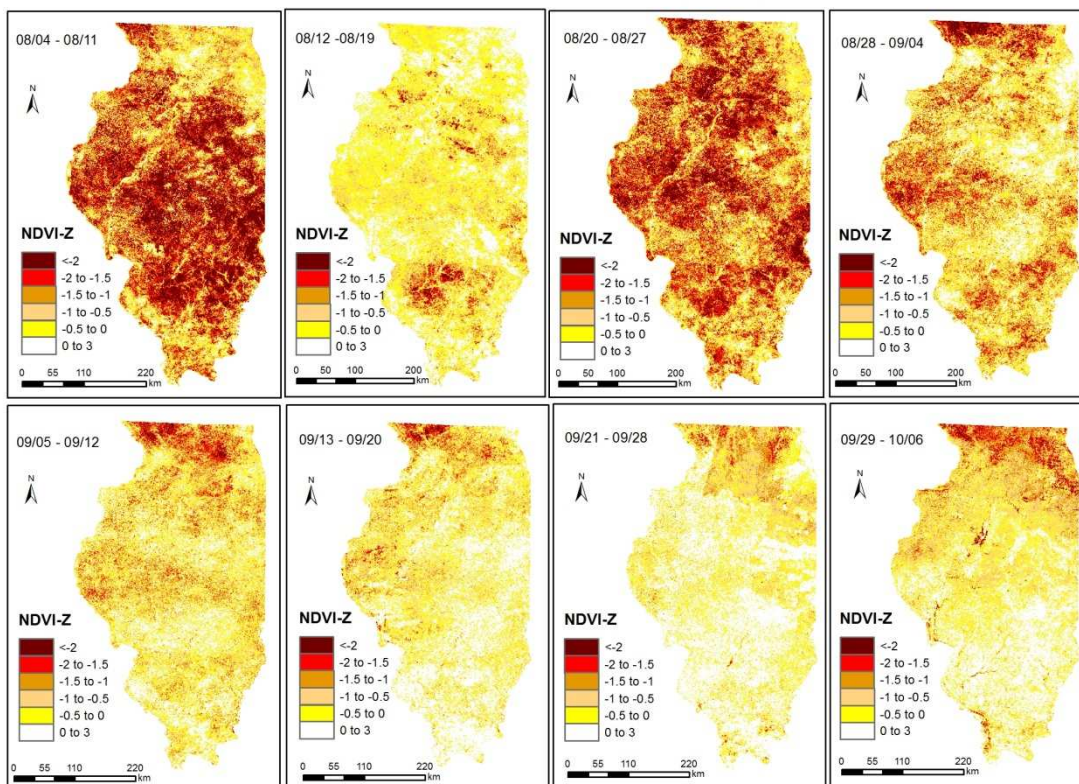 08/04 - 08/11
N
NDVI-Z
<-2
-2 to -1.5
-1.5 to -1
-1 to -0.5
-0.5 to 0
0 to 3
0 55 110 220
km
08/12 -08/19
N
NDVI-Z
<-2
-2 to -1.5
-1.5 to -1
-1 to -0.5
-0.5 to 0
0 to 3
0 50 100 200
km
08/20 - 08/27
N
NDVI-Z
<-2
-2 to -1.5
-1.5 to -1
-1 to -0.5
-0.5 to 0
0 to 3
0 50 100 200
km
08/28 - 09/04
N
NDVI-Z
<-2
-2 to -1.5
-1.5 to -1
-1 to -0.5
-0.5 to 0
0 to 3
0 55 110 220
km
09/05 - 09/12
N
NDVI-Z
<-2
-2 to -1.5
-1.5 to -1
-1 to -0.5
-0.5 to 0
0 to 3
0 55 110 220
km
09/13 - 09/20
N
NDVI-Z
<-2
-2 to -1.5
-1.5 to -1
-1 to -0.5
-0.5 to 0
0 to 3
0 55 110 220
km
09/21 - 09/28
N
NDVI-Z
<-2
-2 to -1.5
-1.5 to -1
-1 to -0.5
-0.5 to 0
0 to 3
0 55 110 220
km
09/29 - 10/06
N
NDVI-Z
<-2
-2 to -1.5
-1.5 to -1
-1 to -0.5
-0.5 to 0
0 to 3
0 55 110 220
km